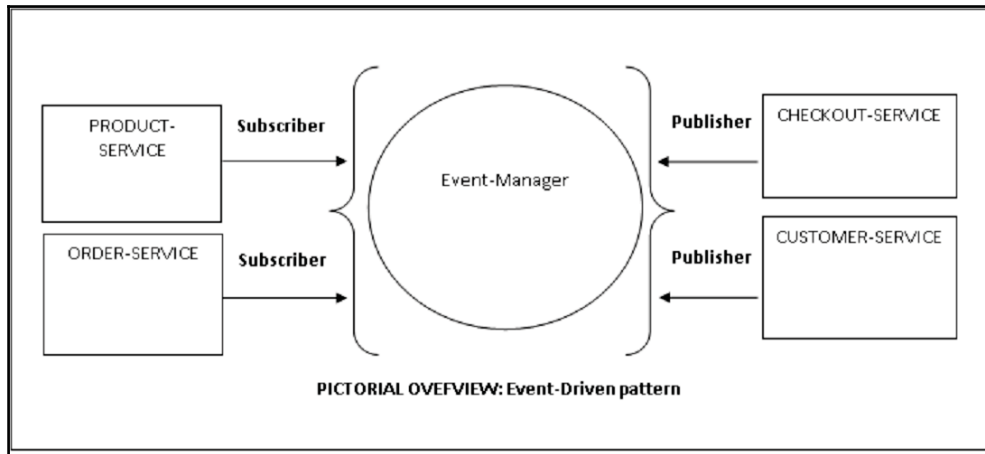 PRODUCT-
SERVICE
Subscriber
Event-Manager
Publisher
CHECKOUT-SERVICE
ORDER-SERVICE
Subscriber
Publisher
CUSTOMER-SERVICE
PICTORIAL OVEFVIEW: Event-Driven pattern